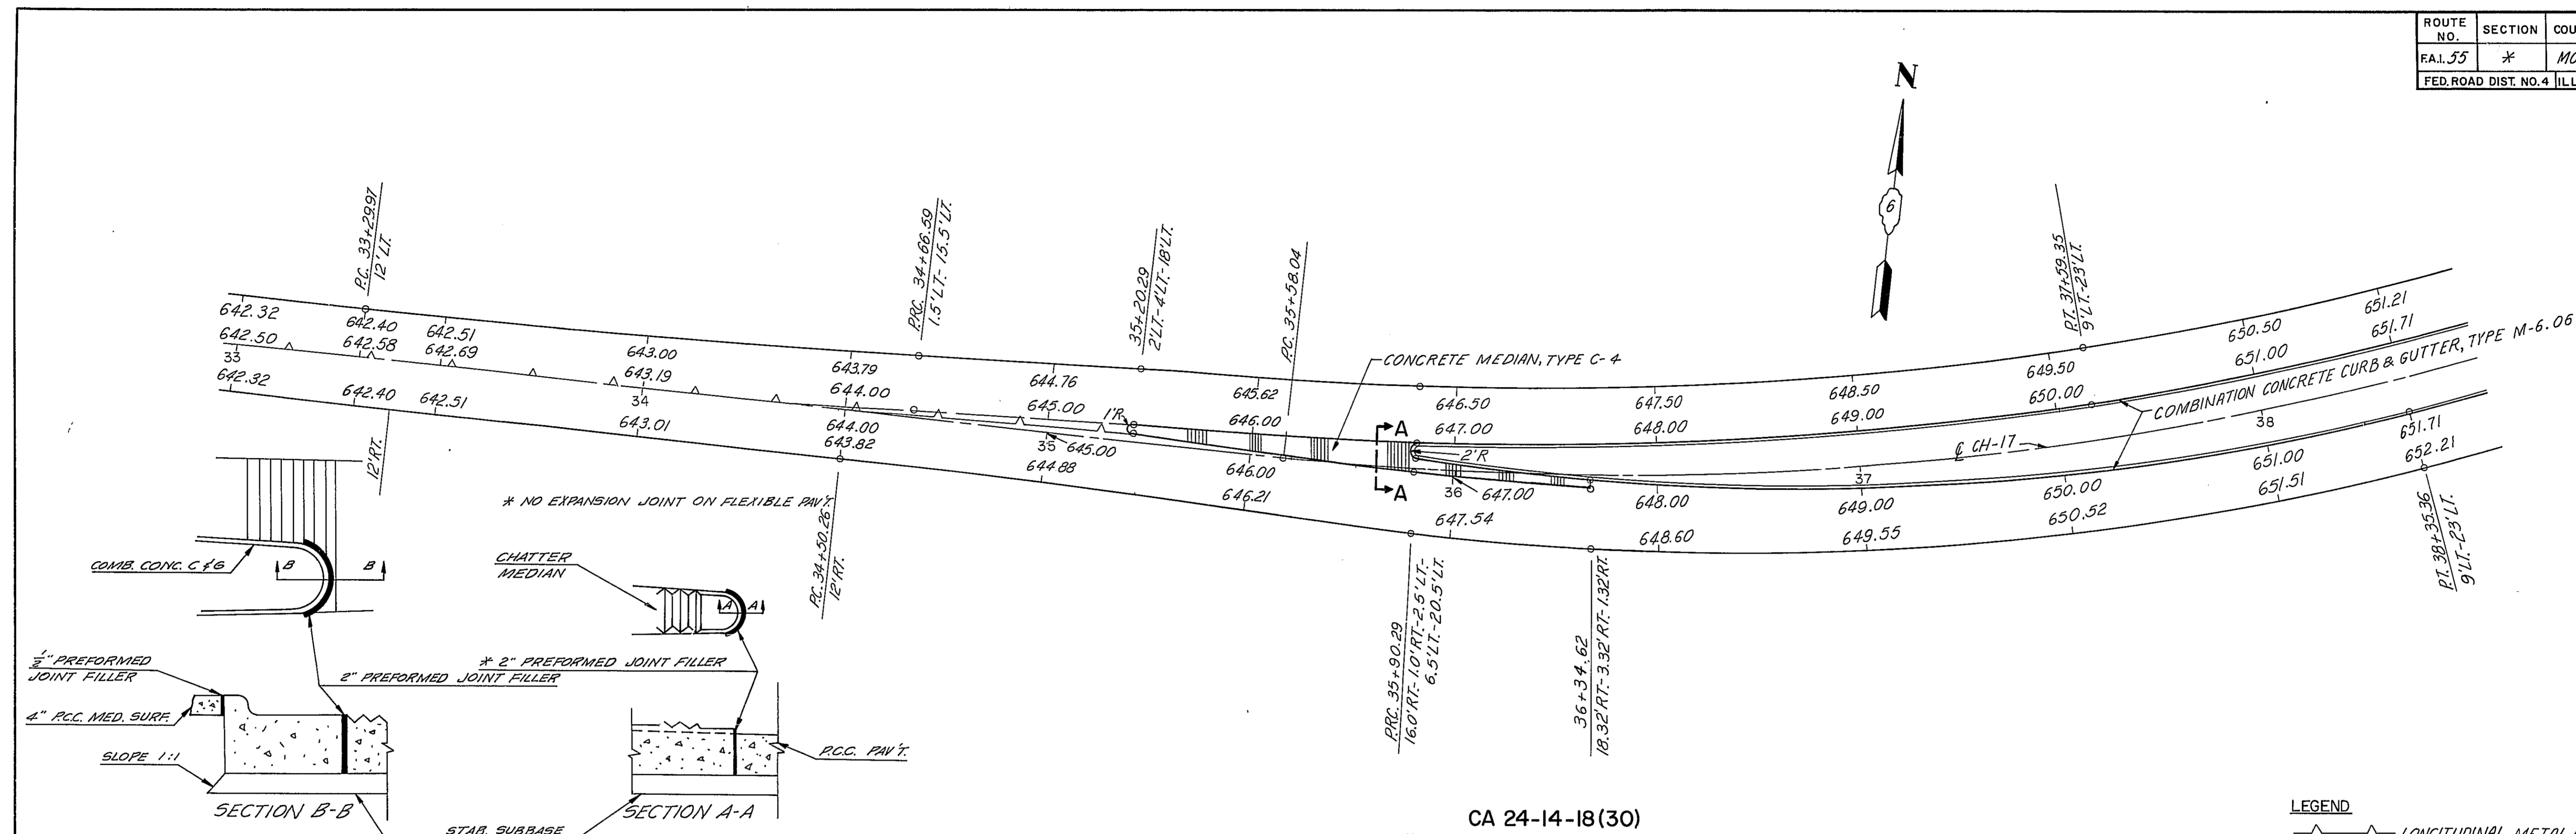 ROUTE NO. SECTION
F.A.I. 55 *
FED. ROAD DIST. NO. 4
N
6
P.C. 33+29.97
12' LT.
P.R.C. 34+66.59
1.5' LT.- 15.5' LT.
35+20.29
2' LT.-4' LT.-18' LT.
P.C. 35+58.04
P.T. 37+59.35
9' LT.-23' LT.
642.32 642.40 642.51 643.00 643.79 644.76 645.62 646.50 647.50 648.50 649.50 650.50 651.21
642.50 642.58 642.69 643.19 644.00 645.00 646.00 647.00 648.00 649.00 650.00 651.00 651.71
33 34 35 36 37 38
644.00 645.00 646.00 647.00 648.00 649.00 650.00 651.00 651.71
642.32 642.40 642.51 643.01 643.82 644.88 646.21 647.54 648.60 649.55 650.52 651.51 652.21
1'R.
2'R
CONCRETE MEDIAN, TYPE C-4
A
A
℄ CH-17
COMBINATION CONCRETE CURB & GUTTER, TYPE M-6.06
12' RT.
P.C. 34+50.26
12' RT.
P.R.C. 35+90.29
16.0' RT.- 1.0' RT.-2.5' LT.-
6.5' LT.-20.5' LT.
36+34.62
18.32' RT.- 3.32' RT.- 1.32' RT.
P.T. 38+35.36
9' LT.-23' LT.
* NO EXPANSION JOINT ON FLEXIBLE PAV'T.
COMB. CONC. C & G
B B
CHATTER
MEDIAN
A A
1/2" PREFORMED
JOINT FILLER
2" PREFORMED JOINT FILLER
* 2" PREFORMED JOINT FILLER
4" P.C.C. MED. SURF.
SLOPE 1:1
P.C.C. PAV'T.
SECTION B-B
SECTION A-A
STAB. SUBBASE
CA 24-14-18(30)
LEGEND
LONGITUDINAL METAL